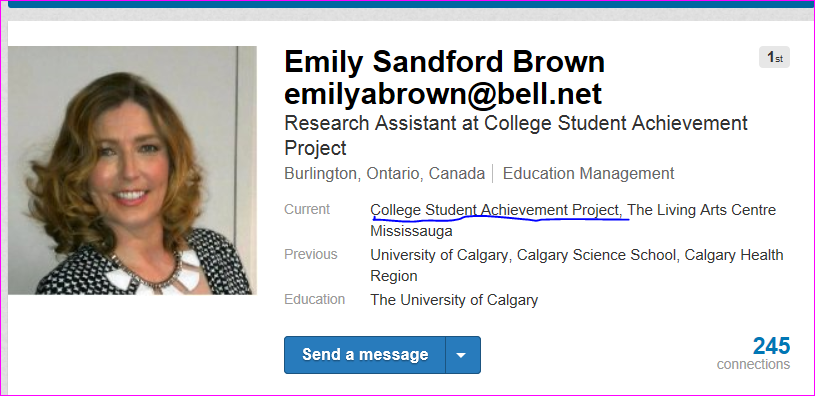 Emily Sandford Brown
1st
emilyabrown@bell.net
Research Assistant at College Student Achievement
Project
Burlington, Ontario, Canada Education Management
Current College Student Achievement Project, The Living Arts Centre
Mississauga
Previous University of Calgary, Calgary Science School, Calgary Health
Region
Education The University of Calgary
Send a message 245
connections